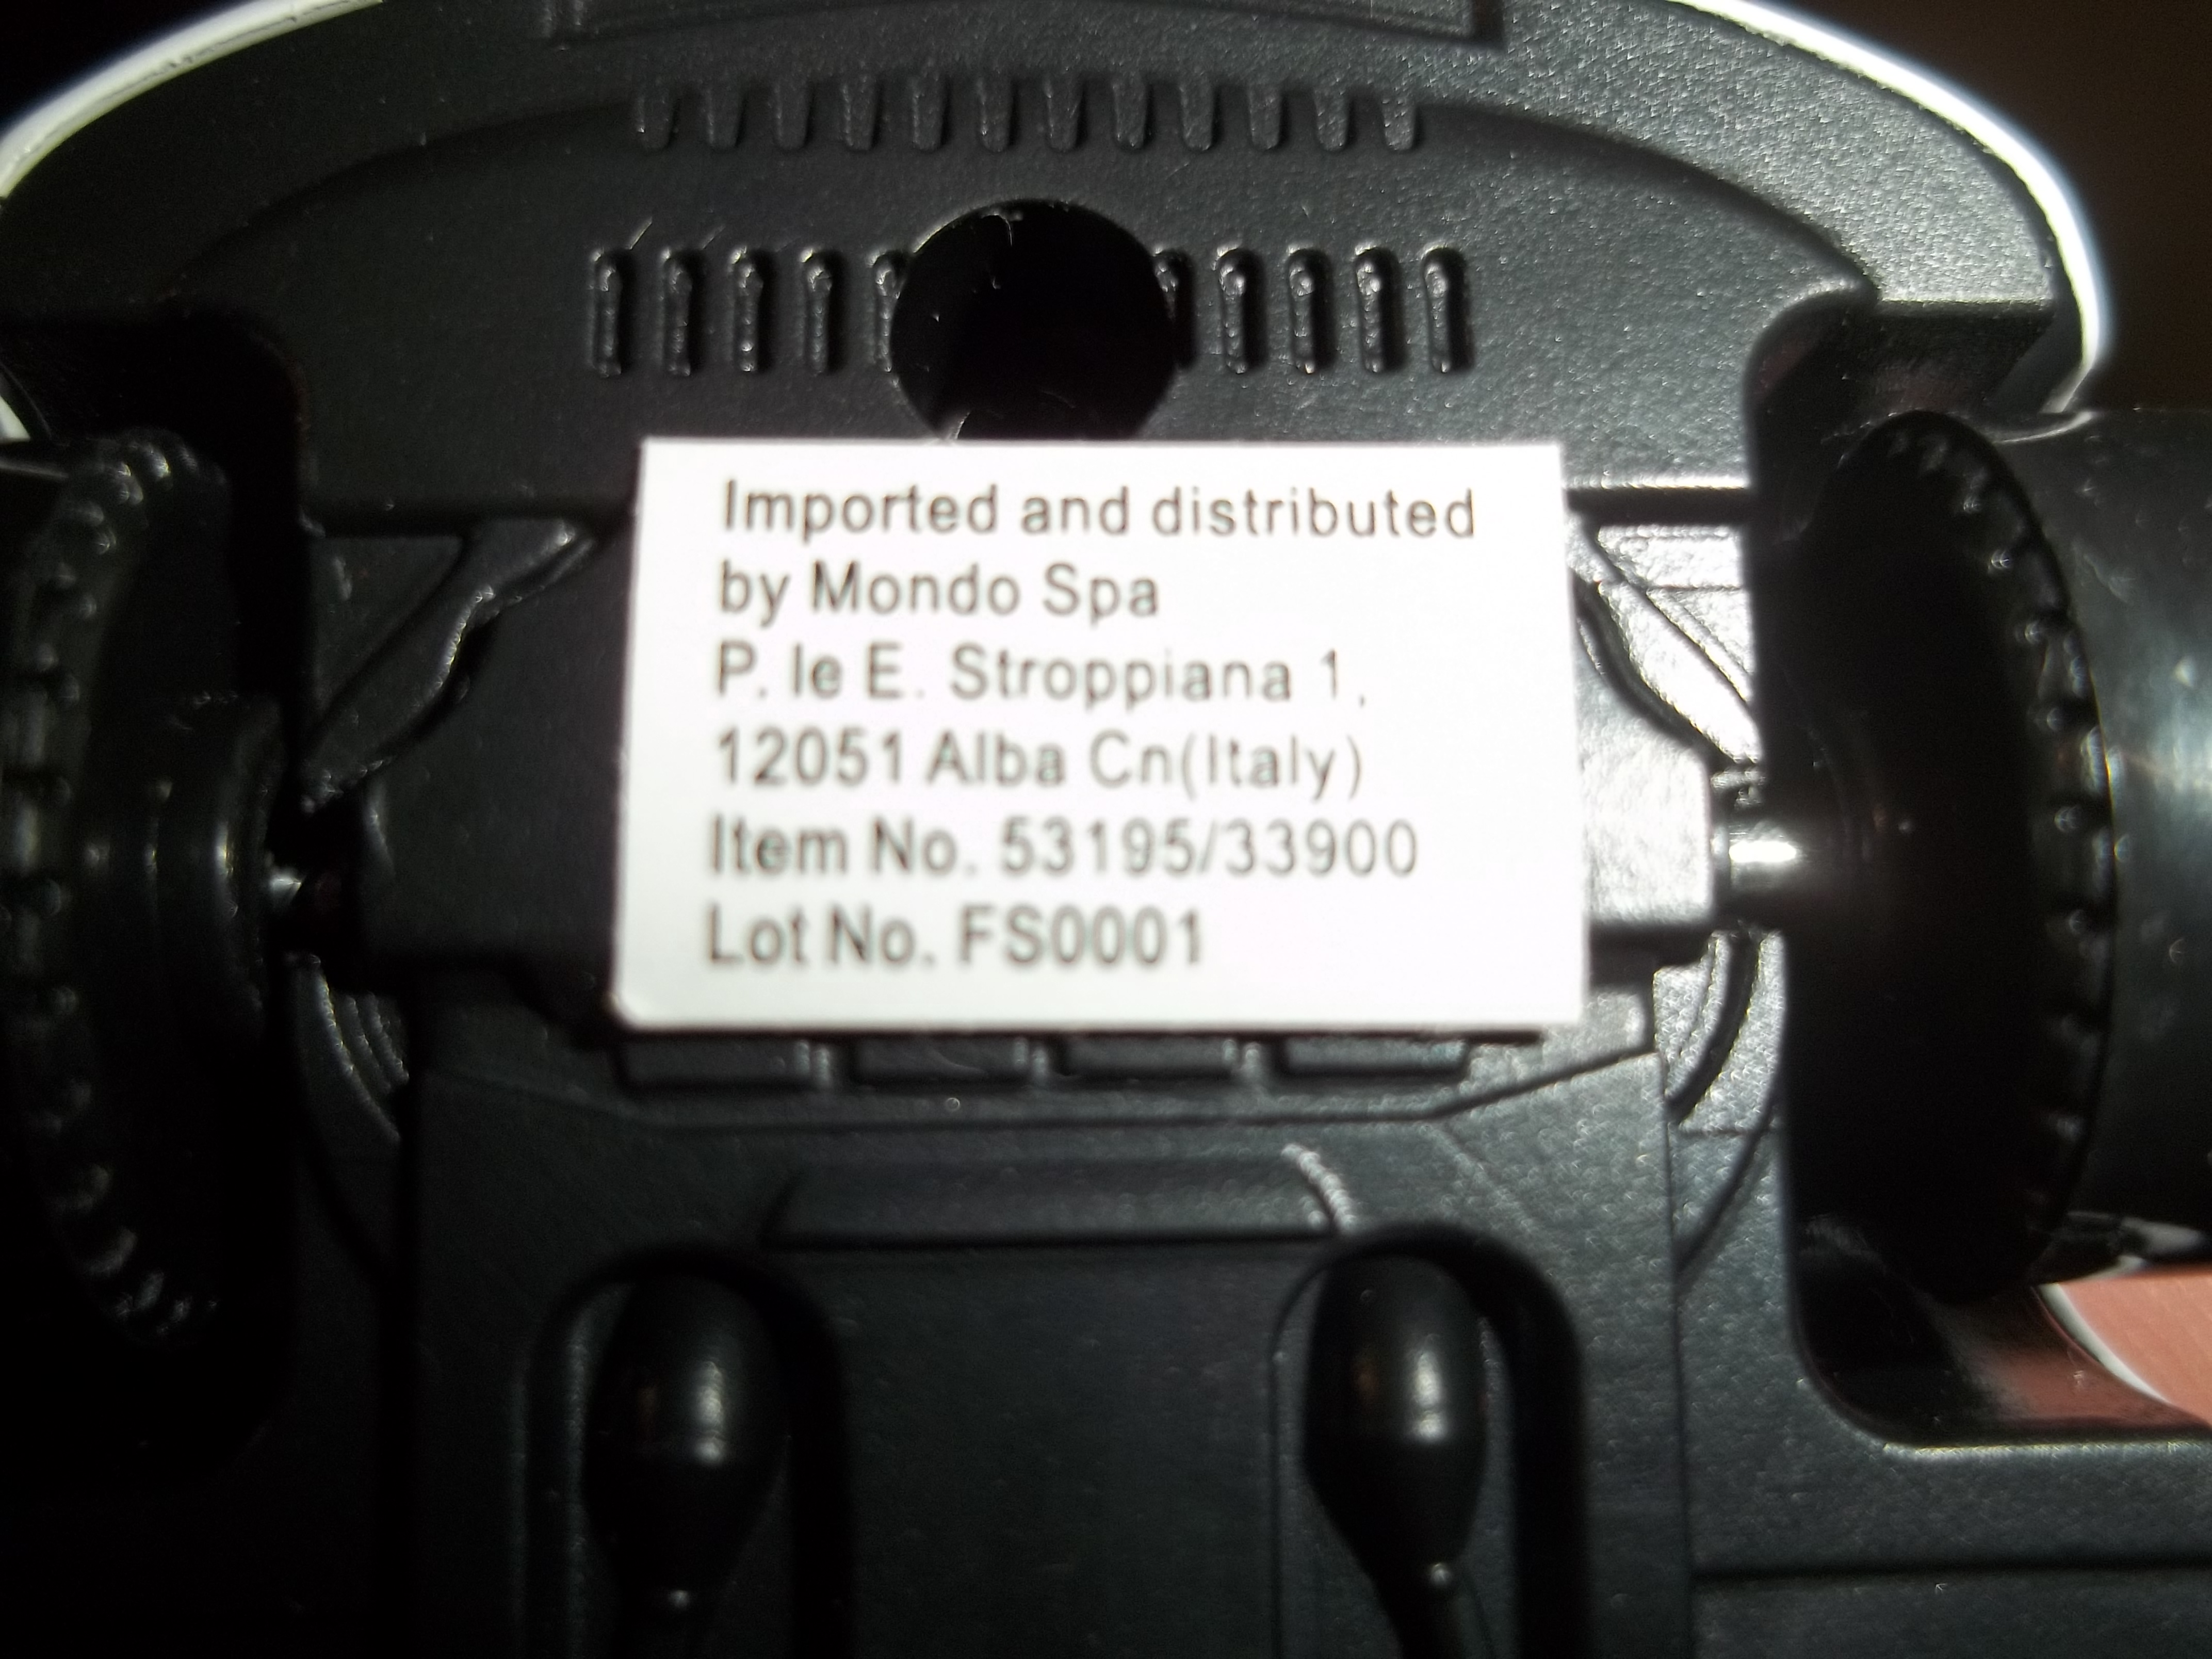 Imported and distributed
by Mondo Spa
P. le E. Stroppiana 1,
12051 Alba Cn(Italy)
Item No. 53195/33900
Lot No. FS0001